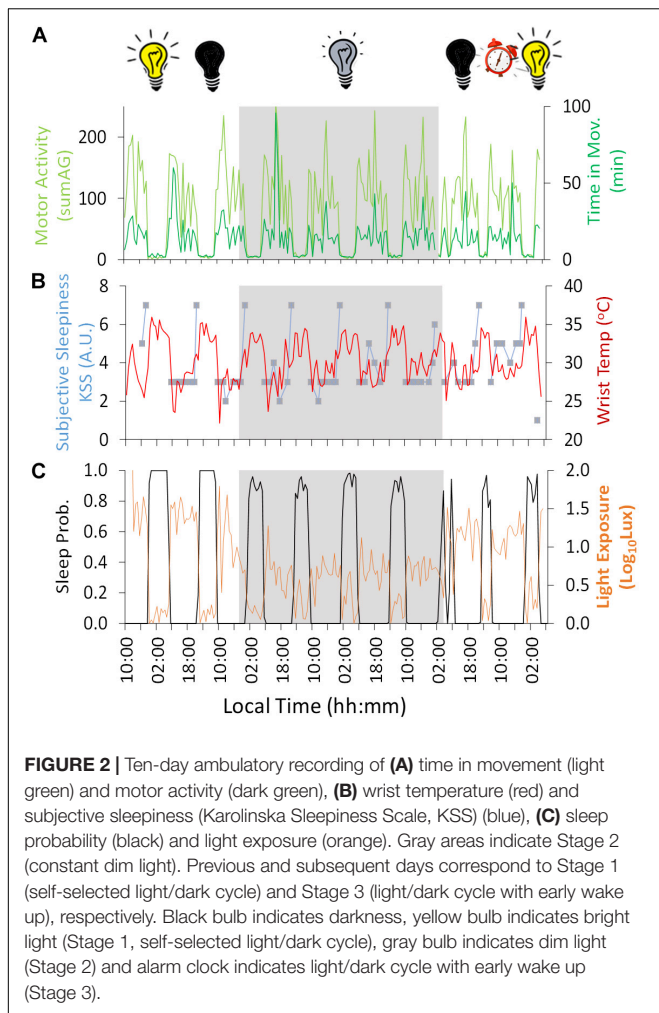 A
Motor Activity
(sumAG)
200
100
0
100
50
0
Time in Mov.
(min)
B
Subjective Sleepiness
KSS (A.U.)
8
6
4
2
0
40
35
30
25
20
Wrist Temp (°C)
C
Sleep Prob.
1.0
0.8
0.6
0.4
0.2
0.0
2.0
1.5
1.0
0.5
0.0
Light Exposure
(Log10Lux)
10:00
02:00
18:00
10:00
02:00
18:00
10:00
02:00
18:00
10:00
02:00
18:00
10:00
02:00
Local Time (hh:mm)
FIGURE 2 | Ten-day ambulatory recording of (A) time in movement (light
green) and motor activity (dark green), (B) wrist temperature (red) and
subjective sleepiness (Karolinska Sleepiness Scale, KSS) (blue), (C) sleep
probability (black) and light exposure (orange). Gray areas indicate Stage 2
(constant dim light). Previous and subsequent days correspond to Stage 1
(self-selected light/dark cycle) and Stage 3 (light/dark cycle with early wake
up), respectively. Black bulb indicates darkness, yellow bulb indicates bright
light (Stage 1, self-selected light/dark cycle), gray bulb indicates dim light
(Stage 2) and alarm clock indicates light/dark cycle with early wake up
(Stage 3).